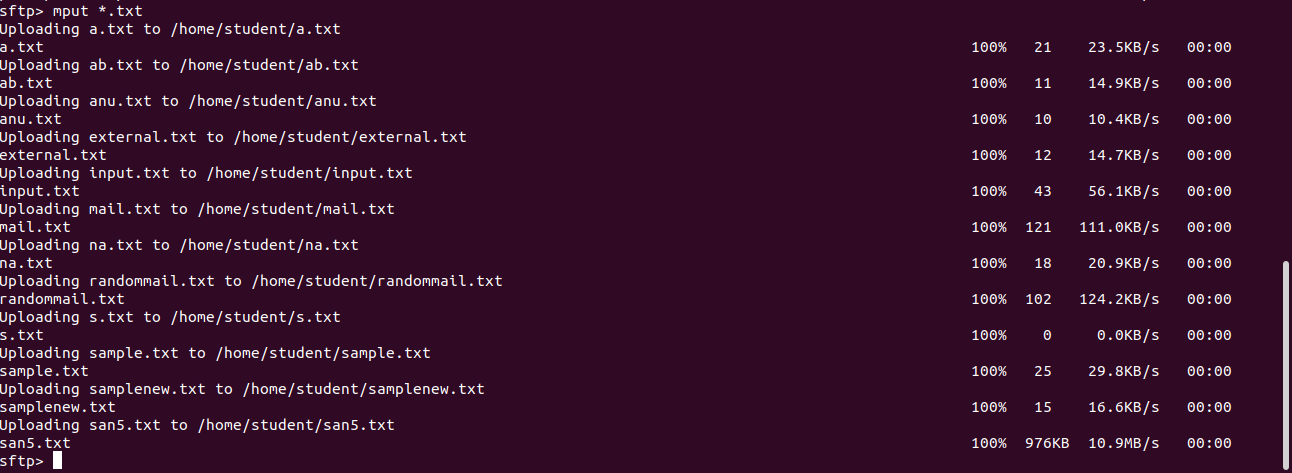 sftp> mput *.txt
Uploading a.txt to /home/student/a.txt
a.txt 100% 21 23.5KB/s 00:00
Uploading ab.txt to /home/student/ab.txt
ab.txt 100% 11 14.9KB/s 00:00
Uploading anu.txt to /home/student/anu.txt
anu.txt 100% 10 10.4KB/s 00:00
Uploading external.txt to /home/student/external.txt
external.txt 100% 12 14.7KB/s 00:00
Uploading input.txt to /home/student/input.txt
input.txt 100% 43 56.1KB/s 00:00
Uploading mail.txt to /home/student/mail.txt
mail.txt 100% 121 111.0KB/s 00:00
Uploading na.txt to /home/student/na.txt
na.txt 100% 18 20.9KB/s 00:00
Uploading randommail.txt to /home/student/randommail.txt
randommail.txt 100% 102 124.2KB/s 00:00
Uploading s.txt to /home/student/s.txt
s.txt 100% 0 0.0KB/s 00:00
Uploading sample.txt to /home/student/sample.txt
sample.txt 100% 25 29.8KB/s 00:00
Uploading samplenew.txt to /home/student/samplenew.txt
samplenew.txt 100% 15 16.6KB/s 00:00
Uploading san5.txt to /home/student/san5.txt
san5.txt 100% 976KB 10.9MB/s 00:00
sftp>